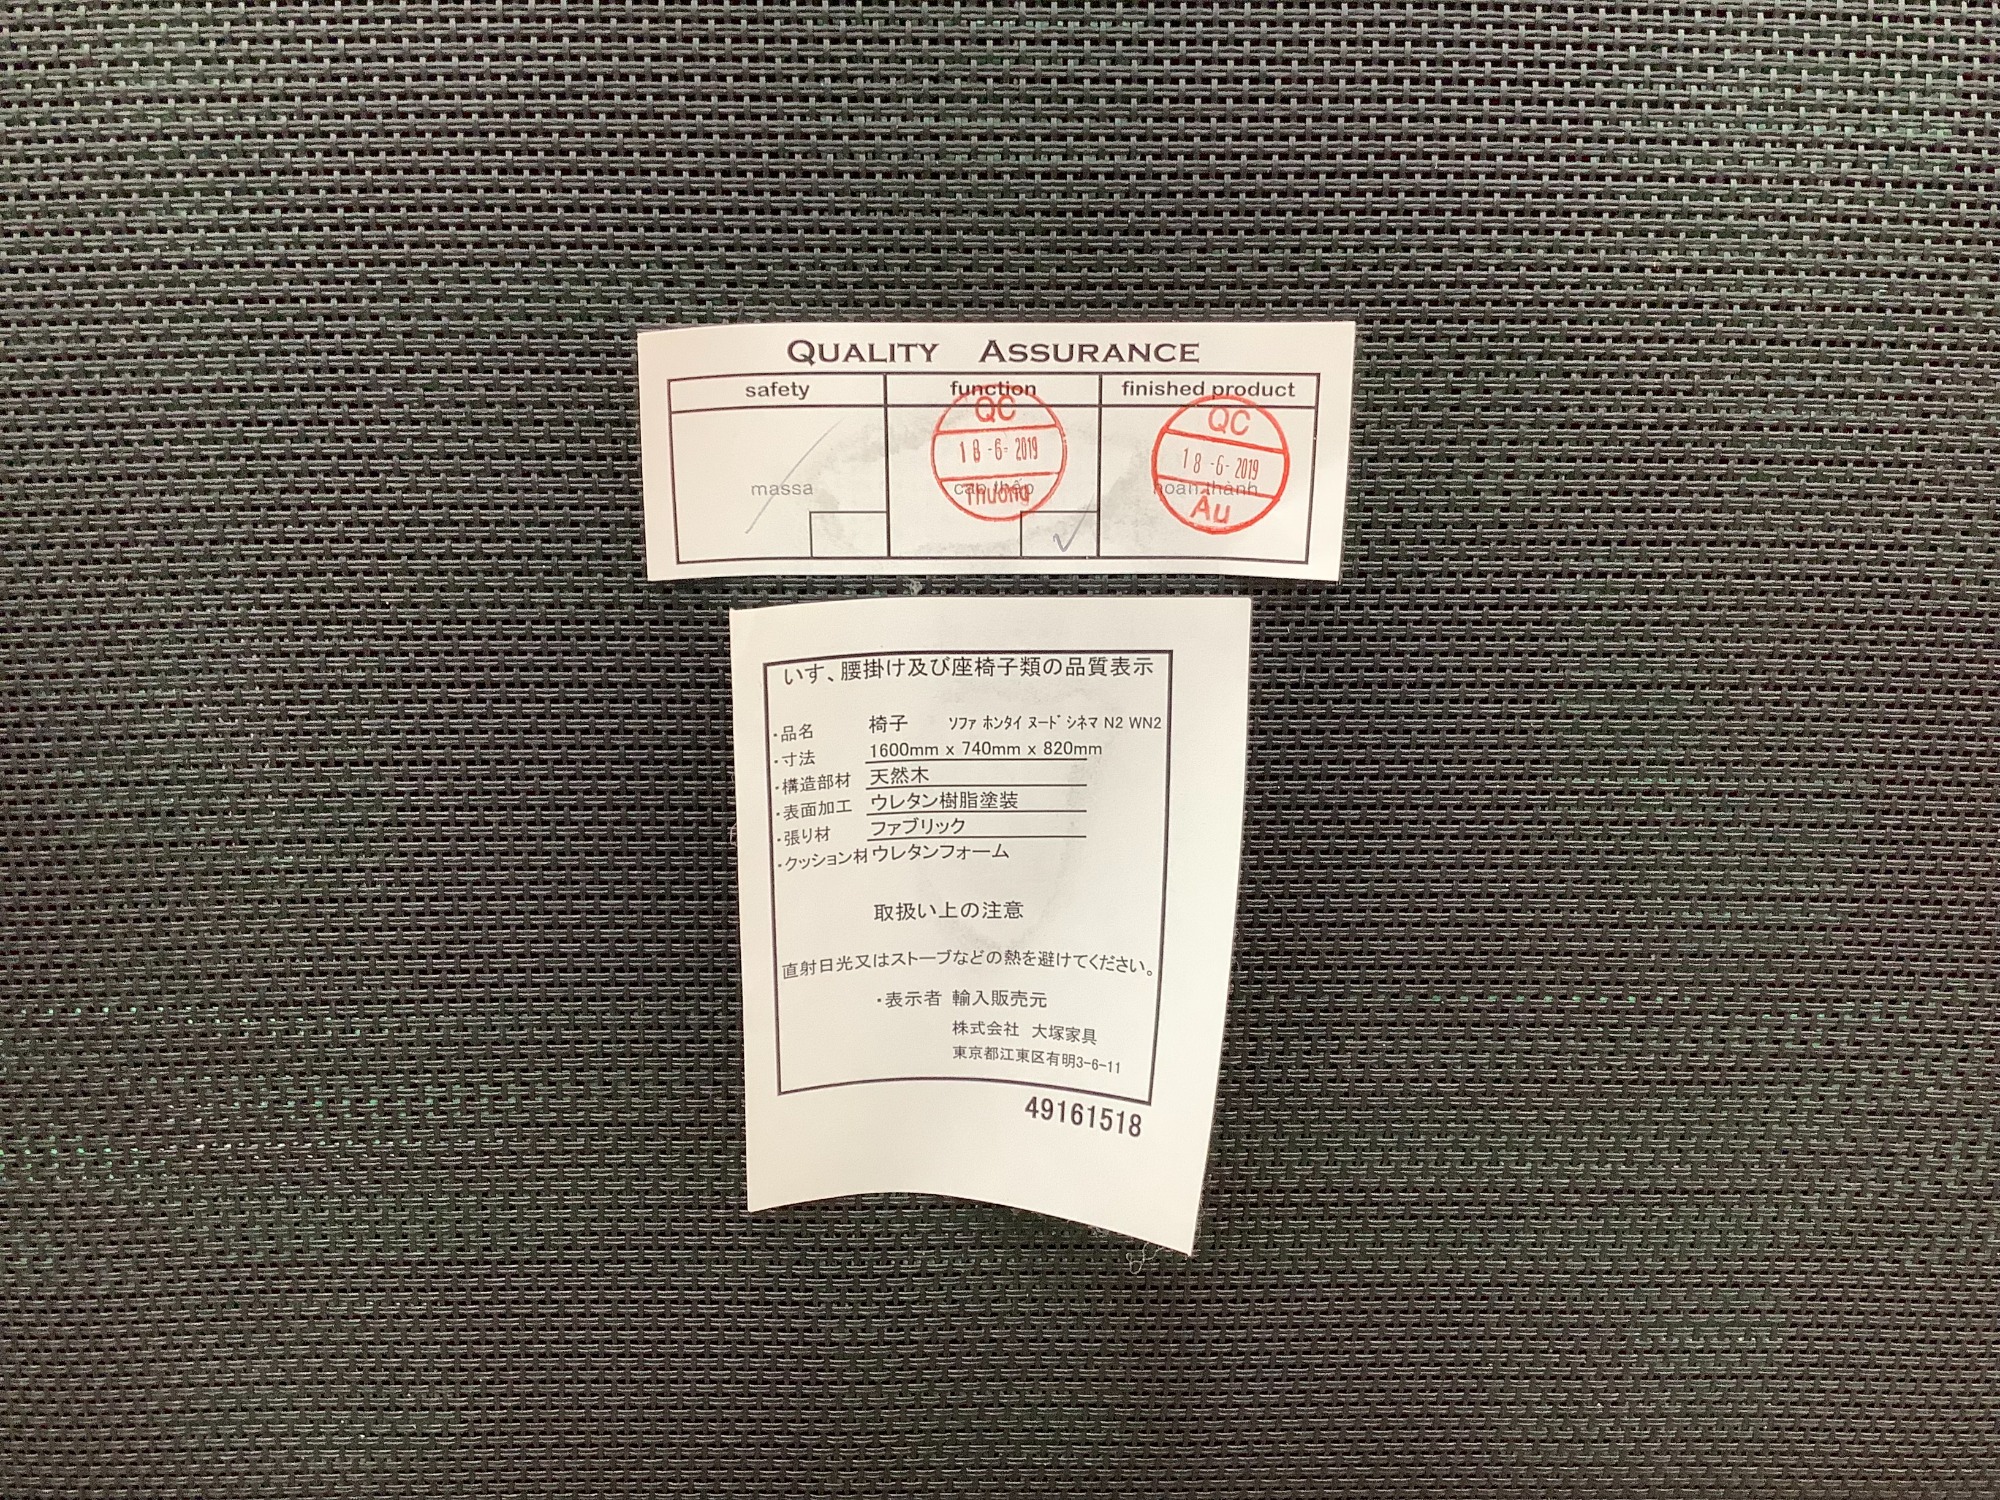 QUALITY ASSURANCE
safety function finished product
QC QC
18-6-2019 18-6-2019
massa cấp thấp hoàn thành
Thương Âu
いす、腰掛け及び座椅子類の品質表示
・品名 椅子 ソファ ホンタイ ヌード シネマ N2 WN2
・寸法 1600mm x 740mm x 820mm
・構造部材 天然木
・表面加工 ウレタン樹脂塗装
・張り材 ファブリック
・クッション材 ウレタンフォーム
取扱い上の注意
直射日光又はストーブなどの熱を避けてください。
・表示者 輸入販売元
株式会社 大塚家具
東京都江東区有明3-6-11
49161518